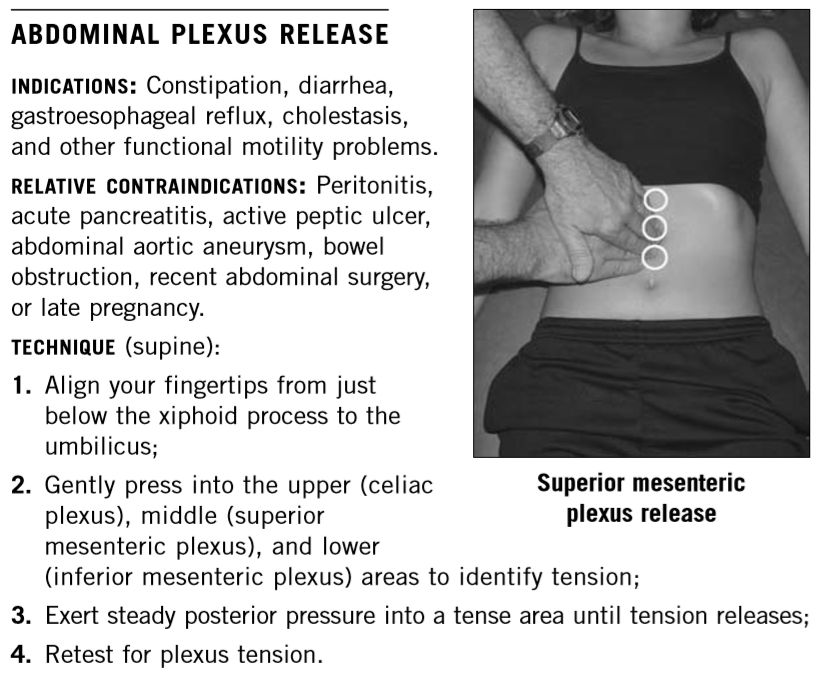 ABDOMINAL PLEXUS RELEASE
INDICATIONS: Constipation, diarrhea,
gastroesophageal reflux, cholestasis,
and other functional motility problems.
RELATIVE CONTRAINDICATIONS: Peritonitis,
acute pancreatitis, active peptic ulcer,
abdominal aortic aneurysm, bowel
obstruction, recent abdominal surgery,
or late pregnancy.
TECHNIQUE (supine):
1. Align your fingertips from just
below the xiphoid process to the
umbilicus;
2. Gently press into the upper (celiac
plexus), middle (superior
mesenteric plexus), and lower
(inferior mesenteric plexus) areas to identify tension;
3. Exert steady posterior pressure into a tense area until tension releases;
4. Retest for plexus tension.
Superior mesenteric
plexus release